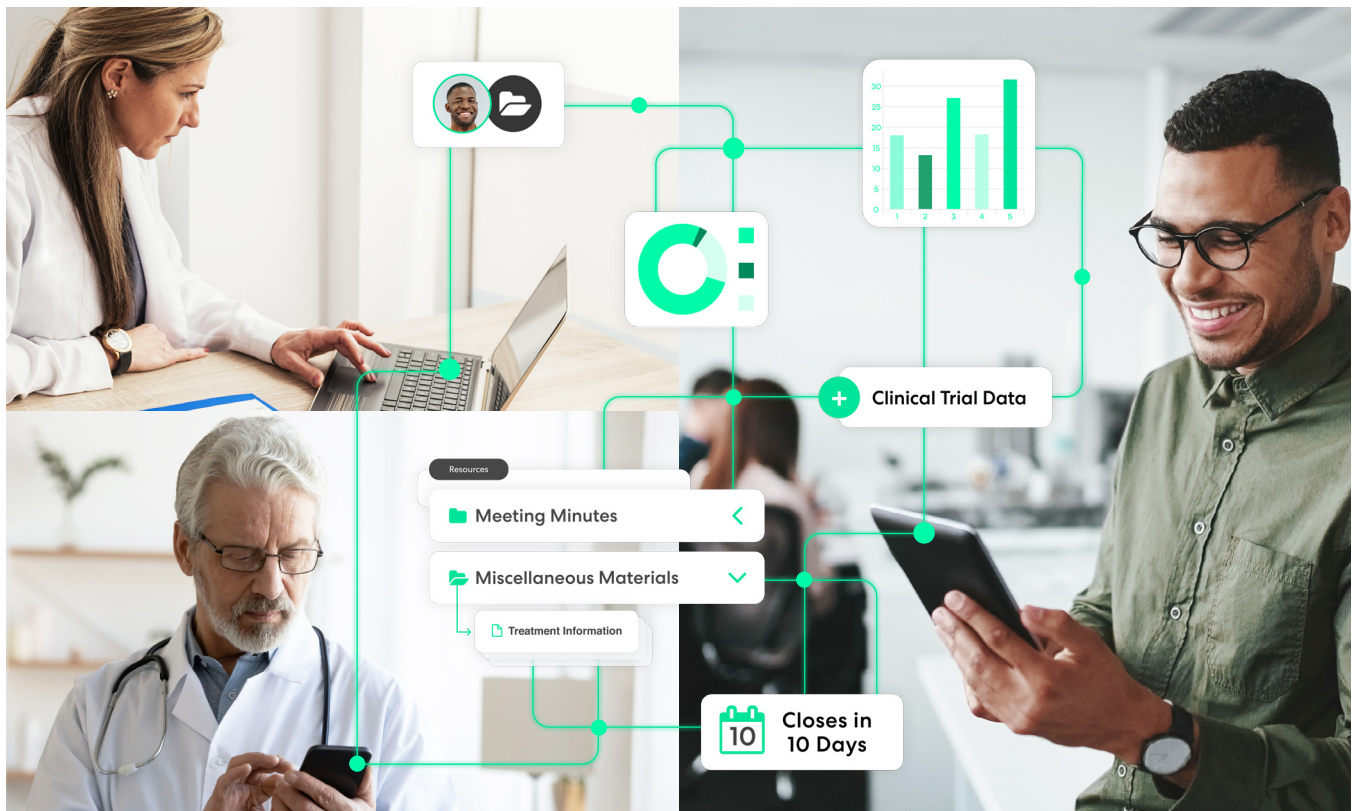 30
25
20
15
10
5
0
1 2 3 4 5
Clinical Trial Data
Resources
Meeting Minutes
Miscellaneous Materials
Treatment Information
10
Closes in
10 Days